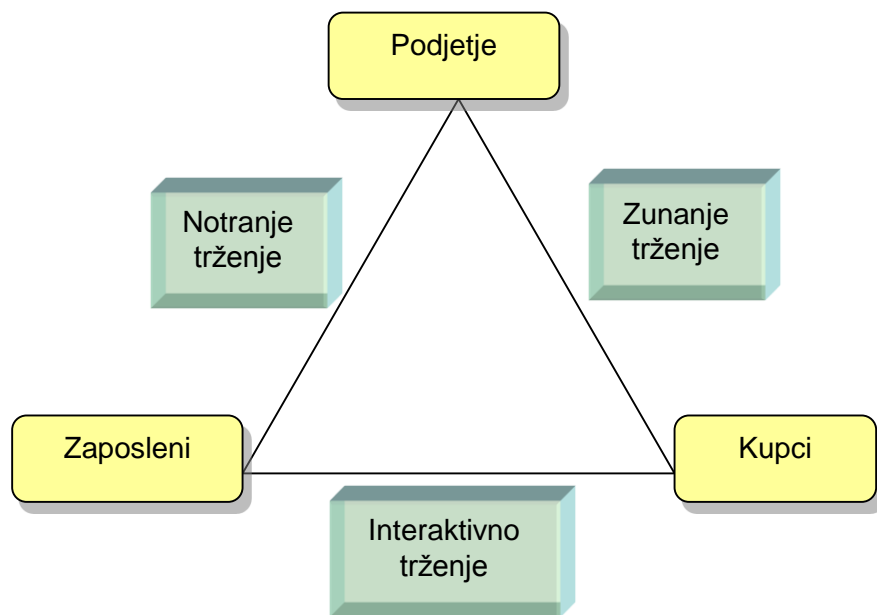 Podjetje
Notranje
trženje
Zunanje
trženje
Zaposleni
Kupci
Interaktivno
trženje